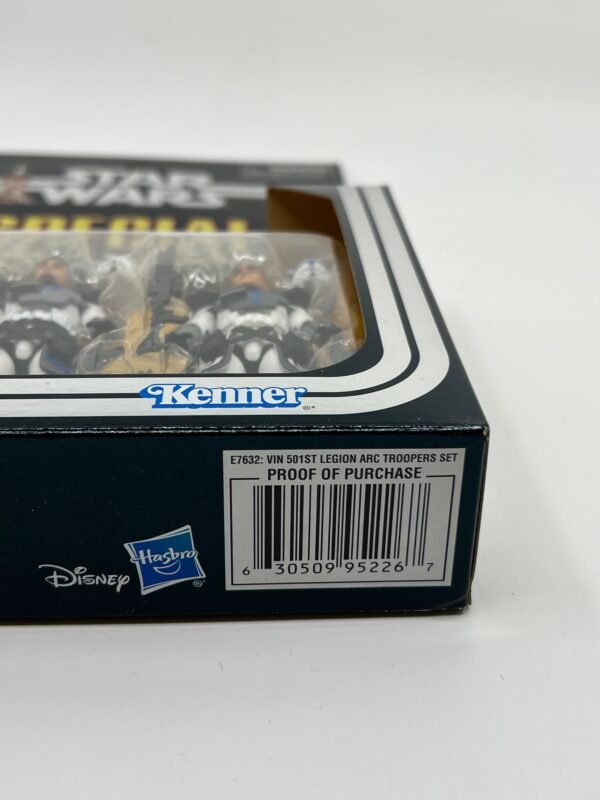 STAR
WARS
SPECIAL
Kenner
®*
E7632: VIN 501ST LEGION ARC TROOPERS SET
PROOF OF PURCHASE
6 30509 95226 7
Disney
Hasbro
®